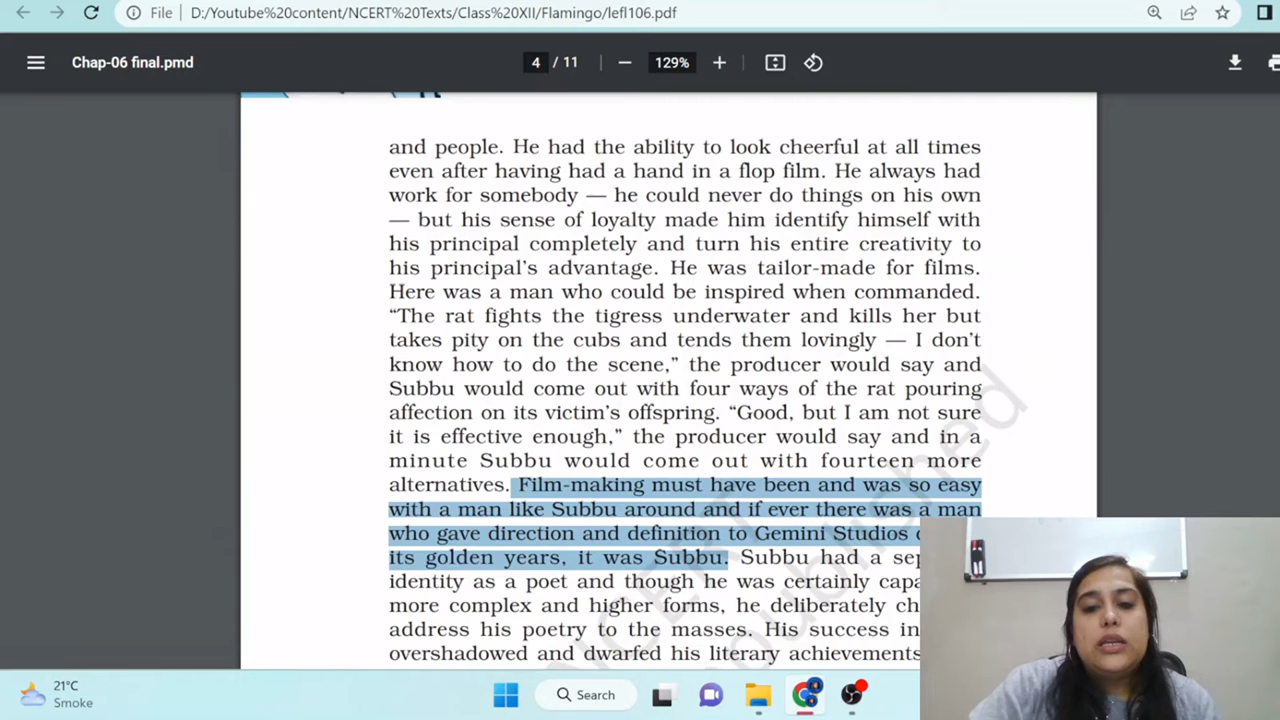 File | D:/Youtube%20content/NCERT%20Texts/Class%20XII/Flamingo/lefl106.pdf
Chap-06 final.pmd
4 / 11
129%
and people. He had the ability to look cheerful at all times
even after having had a hand in a flop film. He always had
work for somebody — he could never do things on his own
— but his sense of loyalty made him identify himself with
his principal completely and turn his entire creativity to
his principal's advantage. He was tailor-made for films.
Here was a man who could be inspired when commanded.
“The rat fights the tigress underwater and kills her but
takes pity on the cubs and tends them lovingly — I don't
know how to do the scene,” the producer would say and
Subbu would come out with four ways of the rat pouring
affection on its victim's offspring. “Good, but I am not sure
it is effective enough,” the producer would say and in a
minute Subbu would come out with fourteen more
alternatives. Film-making must have been and was so easy
with a man like Subbu around and if ever there was a man
who gave direction and definition to Gemini Studios
its golden years, it was Subbu. Subbu had a
identity as a poet and though he was certainly
more complex and higher forms, he deliberately
address his poetry to the masses. His success in
overshadowed and dwarfed his literary achievements
NCERT
21°C
Smoke
Search